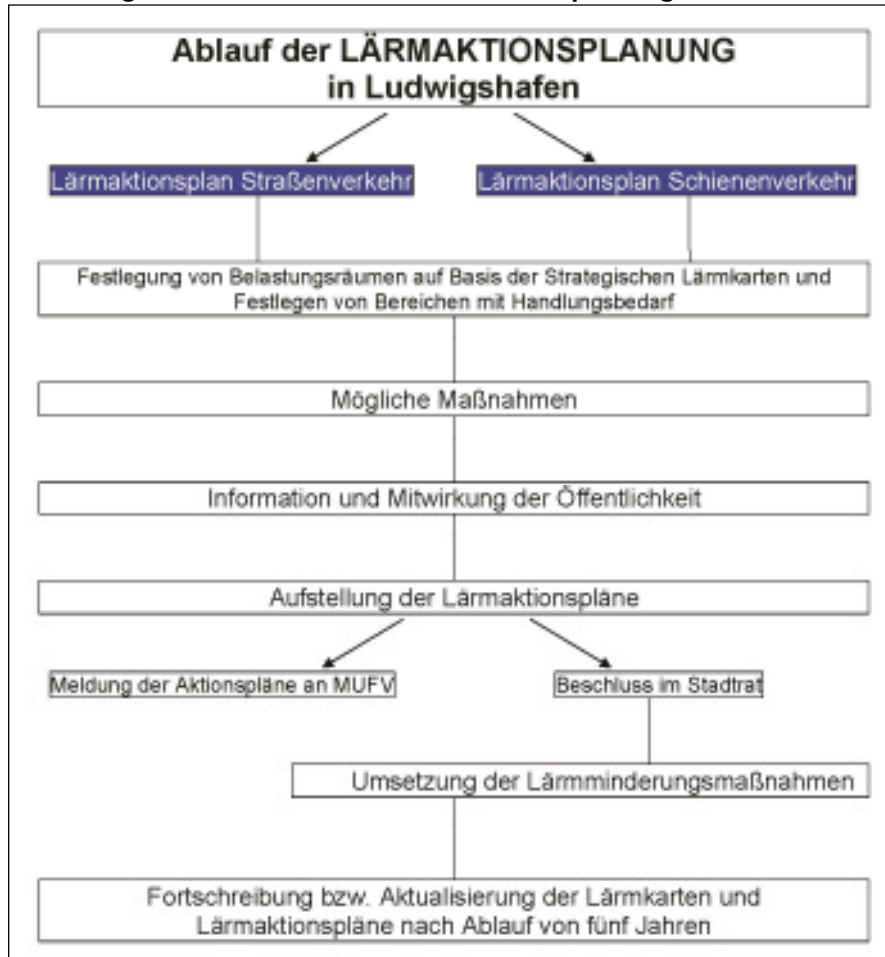 Ablauf der LÄRMAKTIONSPLANUNG
in Ludwigshafen
Lärmaktionsplan Straßenverkehr
Lärmaktionsplan Schienenverkehr
Festlegung von Belastungsräumen auf Basis der Strategischen Lärmkarten und
Festlegen von Bereichen mit Handlungsbedarf
Mögliche Maßnahmen
Information und Mitwirkung der Öffentlichkeit
Aufstellung der Lärmaktionspläne
Meldung der Aktionspläne an MUFV
Beschluss im Stadtrat
Umsetzung der Lärmminderungsmaßnahmen
Fortschreibung bzw. Aktualisierung der Lärmkarten und
Lärmaktionspläne nach Ablauf von fünf Jahren